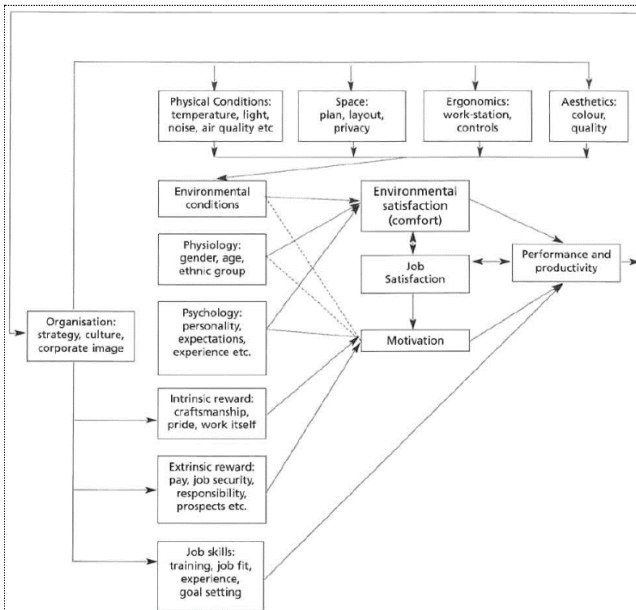 Physical Conditions:
temperature, light,
noise, air quality etc
Space:
plan, layout,
privacy
Ergonomics:
work-station,
controls
Aesthetics:
colour,
quality
Environmental
conditions
Environmental
satisfaction
(comfort)
Physiology:
gender, age,
ethnic group
Job
Satisfaction
Performance and
productivity
Organisation:
strategy, culture,
corporate image
Psychology:
personality,
expectations,
experience etc.
Motivation
Intrinsic reward:
craftsmanship,
pride, work itself
Extrinsic reward:
pay, job security,
responsibility,
prospects etc.
Job skills:
training, job fit,
experience,
goal setting